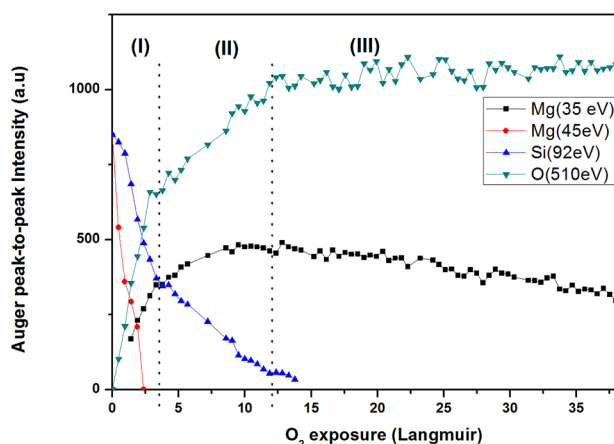 (I)
(II)
(III)
Auger peak-to-peak Intensity (a.u)
1000
500
0
Mg(35 eV)
Mg(45eV)
Si(92eV)
O(510eV)
0 5 10 15 20 25 30 35
O₂ exposure (Langmuir)